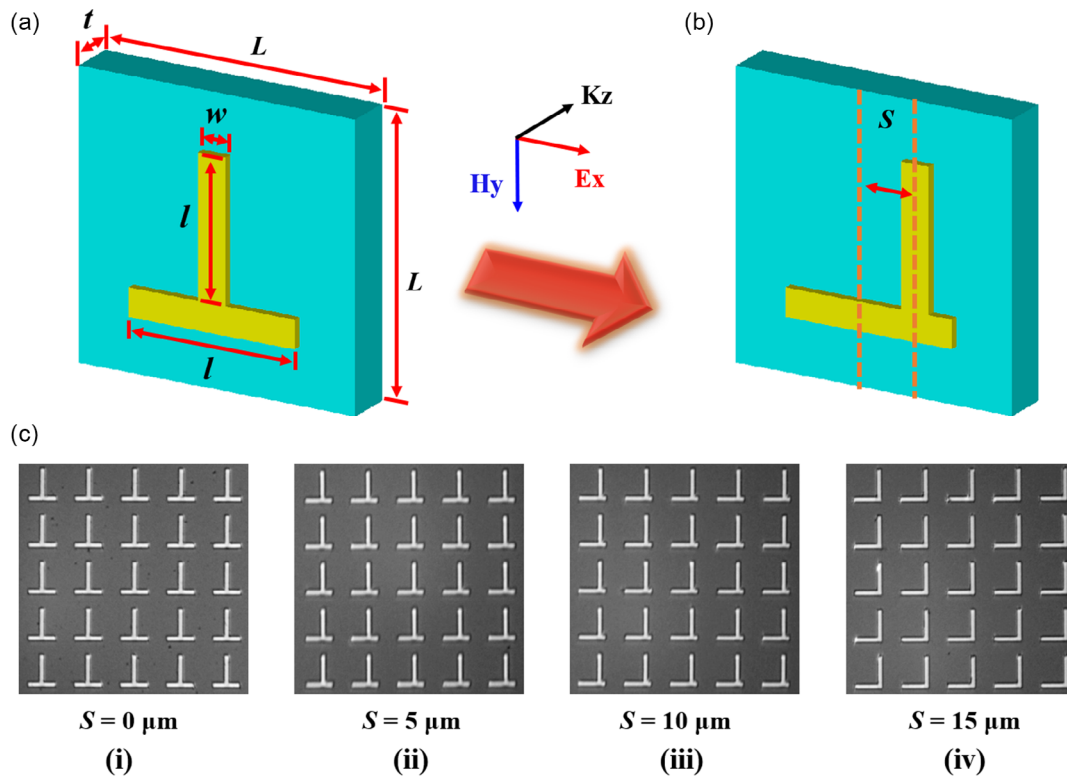 (a)
t
L
w
l
L
l
Kz
Ex
Hy
(b)
S
(c)
S = 0 μm
S = 5 μm
S = 10 μm
S = 15 μm
(i)
(ii)
(iii)
(iv)